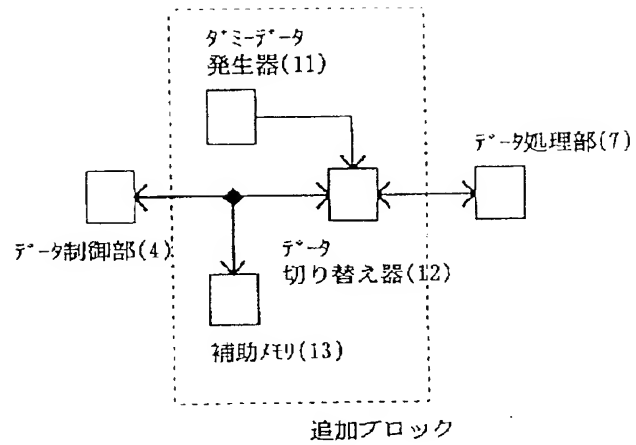 ﾀﾞﾐｰﾃﾞｰﾀ
発生器(11)
ﾃﾞｰﾀ処理部(7)
ﾃﾞｰﾀ制御部(4)
ﾃﾞｰﾀ
切り替え器(12)
補助ﾒﾓﾘ(13)
追加ブロック